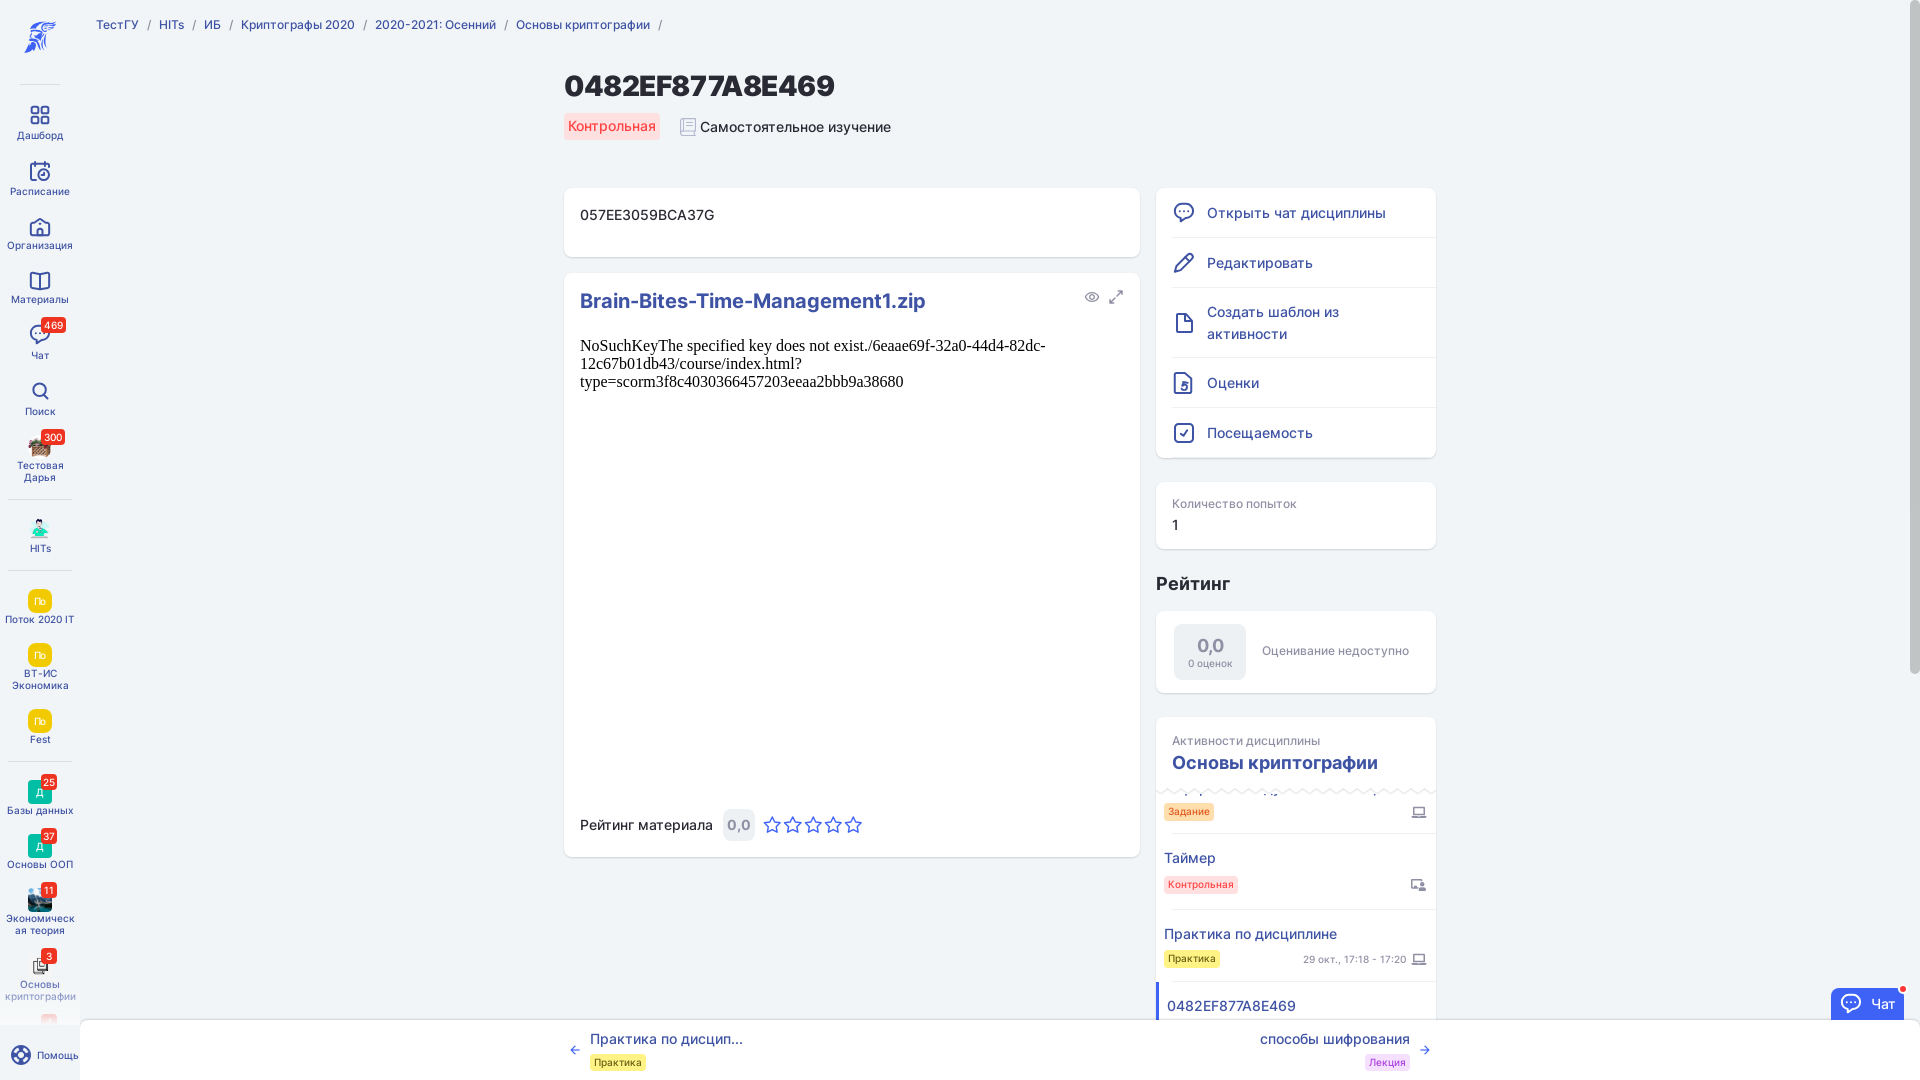 ТестГУ / HITs / ИБ / Криптографы 2020 / 2020-2021: Осенний / Основы криптографии /
Дашборд
Расписание
Организация
Материалы
469
Чат
Поиск
300
Тестовая
Дарья
HITs
По
Поток 2020 IT
По
ВТ-ИС
Экономика
По
Fest
25
Д
Базы данных
37
Д
Основы ООП
11
Экономическ
ая теория
3
Основы
криптографии
Помощь
0482EF877A8E469
Контрольная
Самостоятельное изучение
057EE3059BCA37G
Brain-Bites-Time-Management1.zip
NoSuchKeyThe specified key does not exist./6eaae69f-32a0-44d4-82dc-
12c67b01db43/course/index.html?
type=scorm3f8c4030366457203eeaa2bbb9a38680
Рейтинг материала 0,0
Открыть чат дисциплины
Редактировать
Создать шаблон из
активности
Оценки
Посещаемость
Количество попыток
1
Рейтинг
0,0
0 оценок
Оценивание недоступно
Активности дисциплины
Основы криптографии
Задание
Таймер
Контрольная
Практика по дисциплине
Практика
29 окт., 17:18 - 17:20
0482EF877A8E469
Чат
Практика по дисцип...
Практика
способы шифрования
Лекция